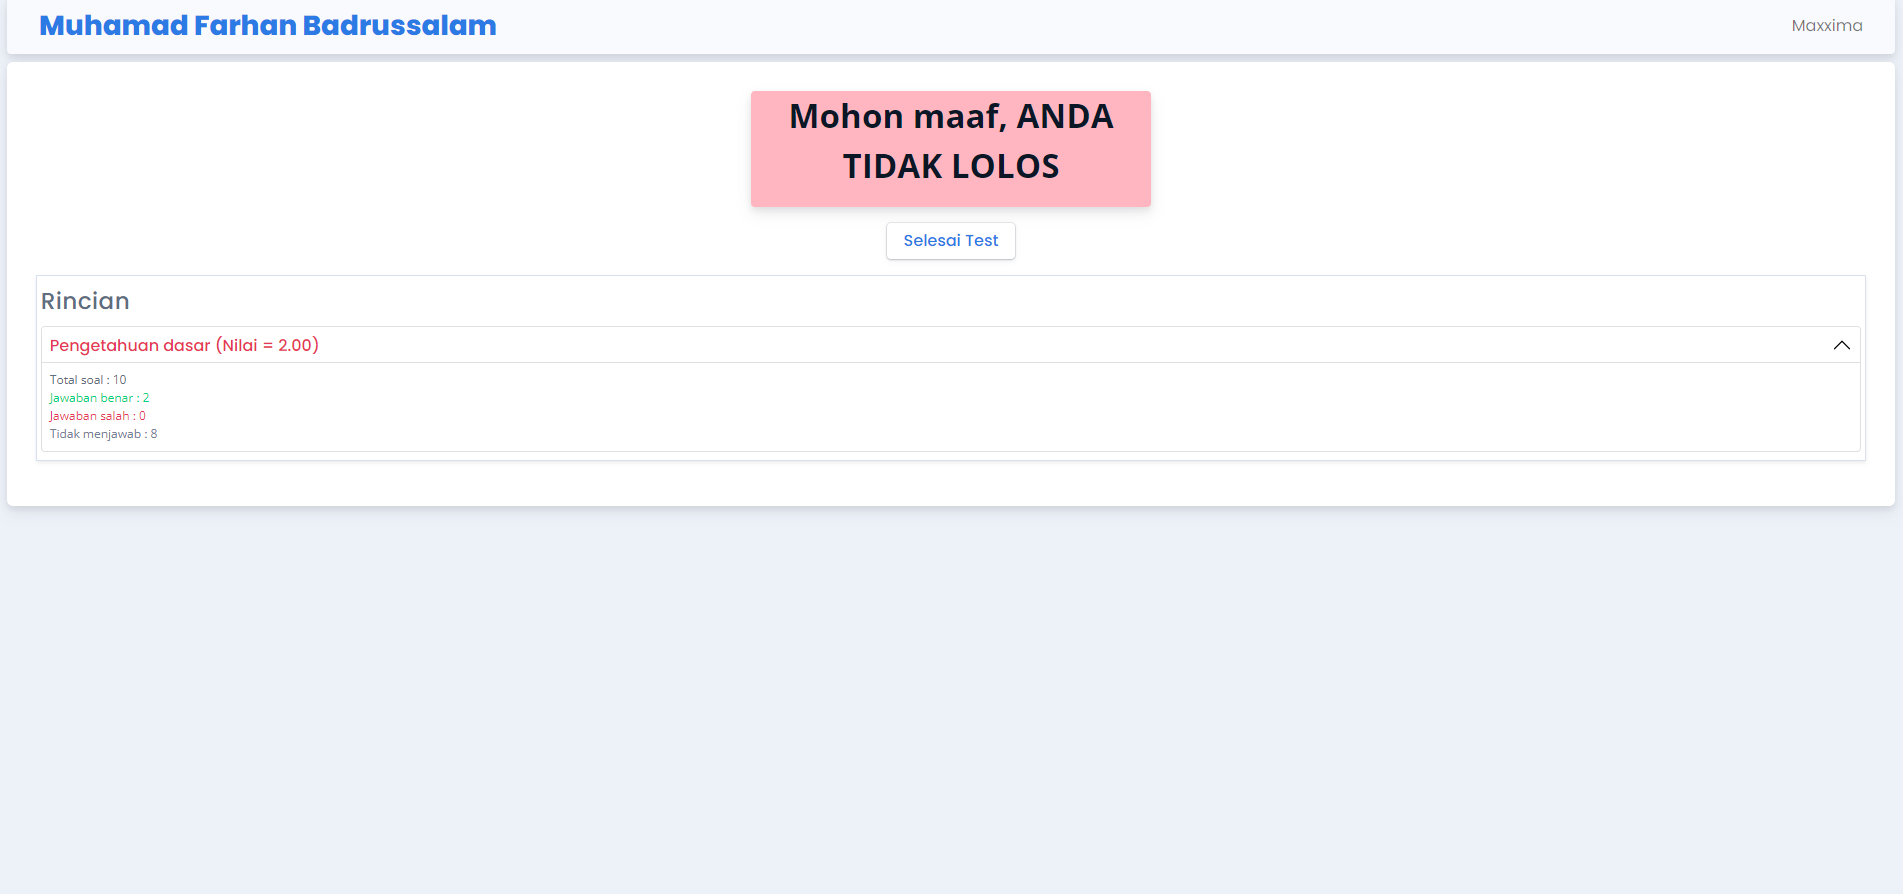 Muhamad Farhan Badrussalam
Maxxima
Mohon maaf, ANDA
TIDAK LOLOS
Selesai Test
Rincian
Pengetahuan dasar (Nilai = 2.00)
Total soal : 10
Jawaban benar : 2
Jawaban salah : 0
Tidak menjawab : 8